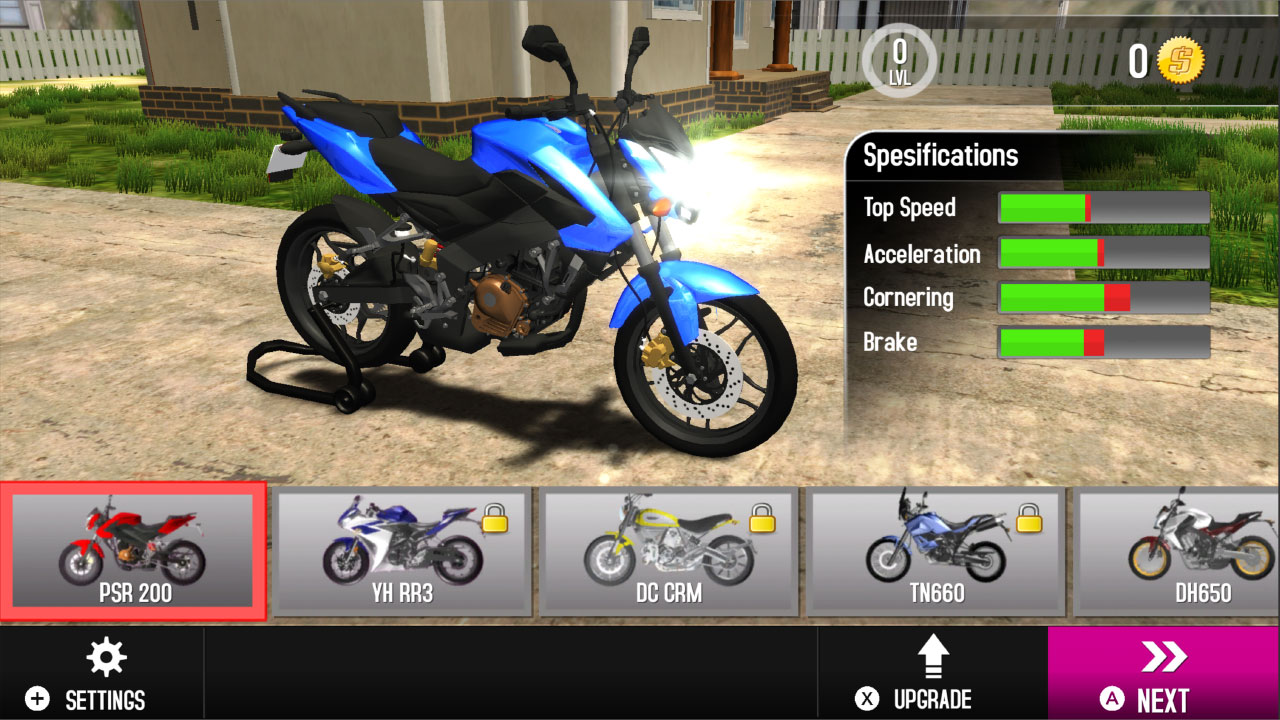 0
LVL
0
Spesifications
Top Speed
Acceleration
Cornering
Brake
PSR 200
YH RR3
DC CRM
TN660
DH650
+ SETTINGS
X UPGRADE
A NEXT